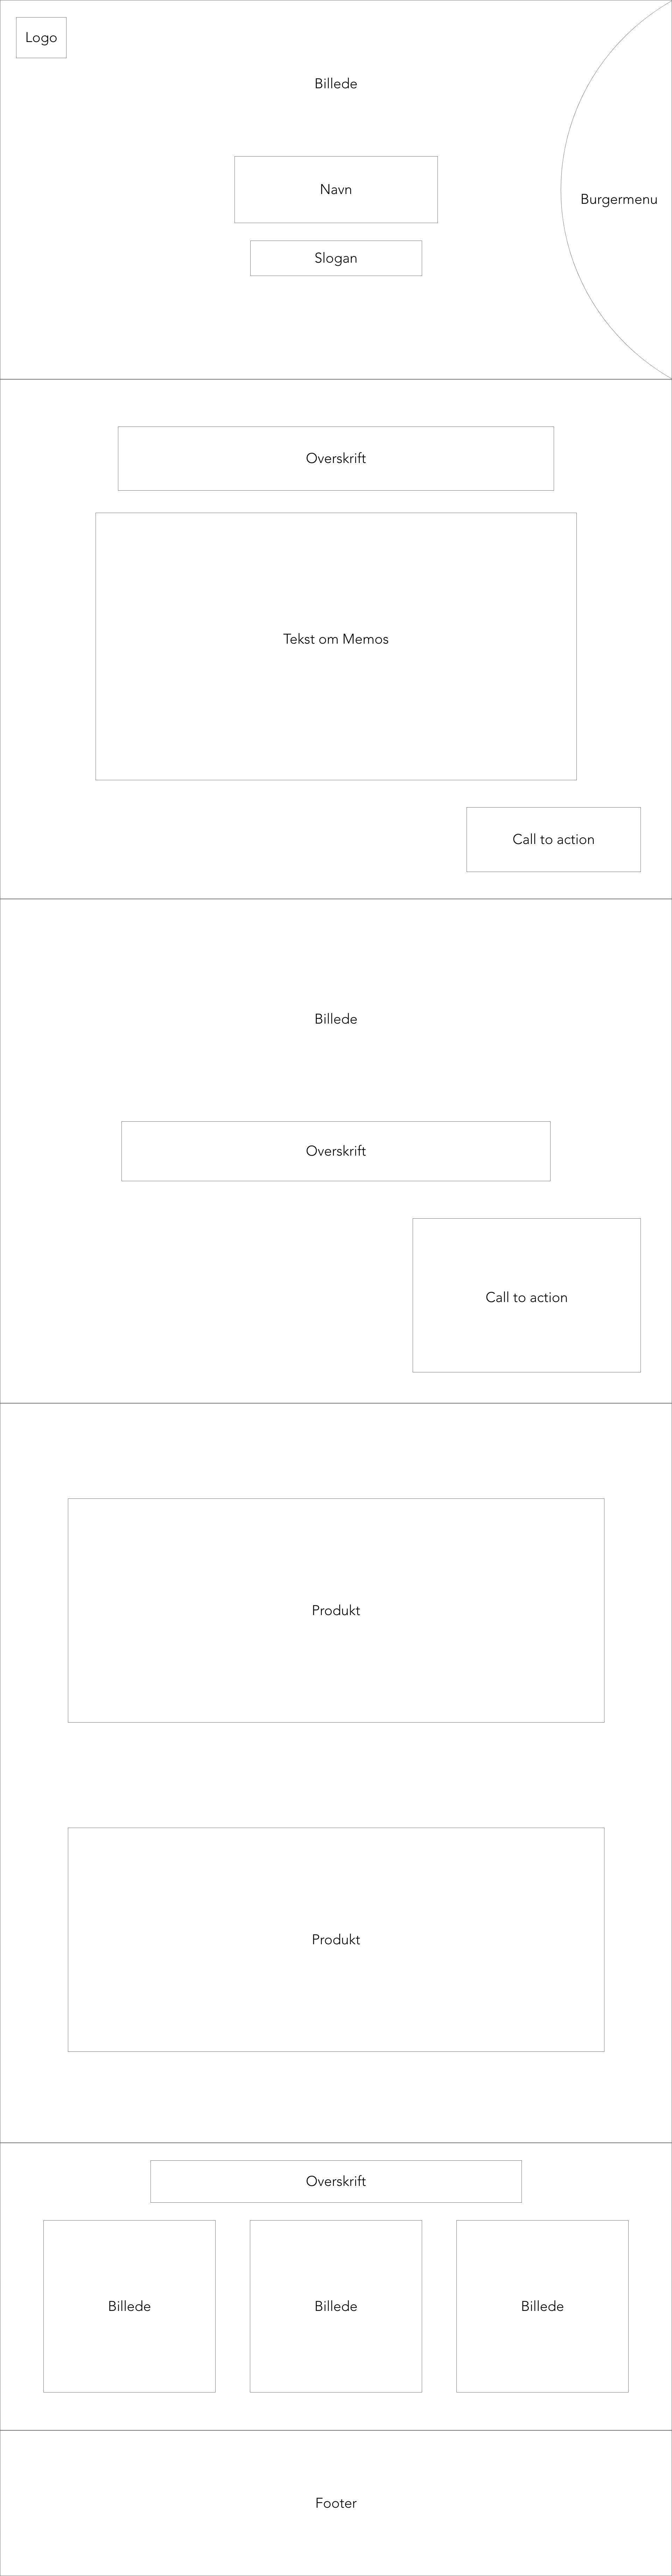 Logo
Billede
Navn
Burgermenu
Slogan
Overskrift
Tekst om Memos
Call to action
Billede
Overskrift
Call to action
Produkt
Produkt
Overskrift
Billede
Billede
Billede
Footer